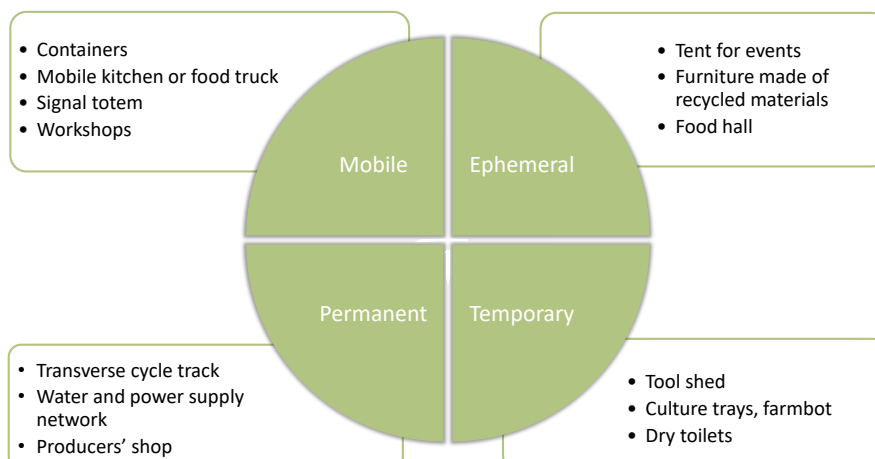 • Containers
• Mobile kitchen or food truck
• Signal totem
• Workshops
• Tent for events
• Furniture made of
recycled materials
• Food hall
Mobile
Ephemeral
Permanent
Temporary
• Transverse cycle track
• Water and power supply
network
• Producers’ shop
• Tool shed
• Culture trays, farmbot
• Dry toilets